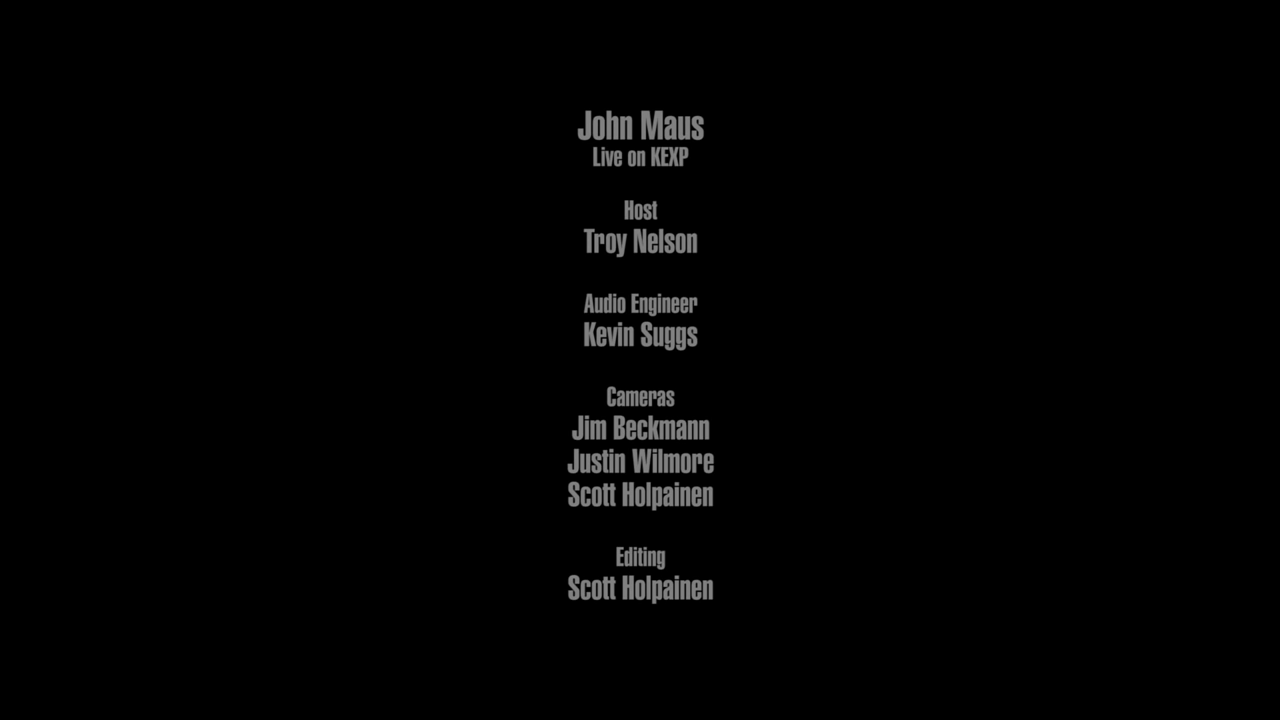 John Maus
Live on KEXP
Host
Troy Nelson
Audio Engineer
Kevin Suggs
Cameras
Jim Beckmann
Justin Wilmore
Scott Holpainen
Editing
Scott Holpainen